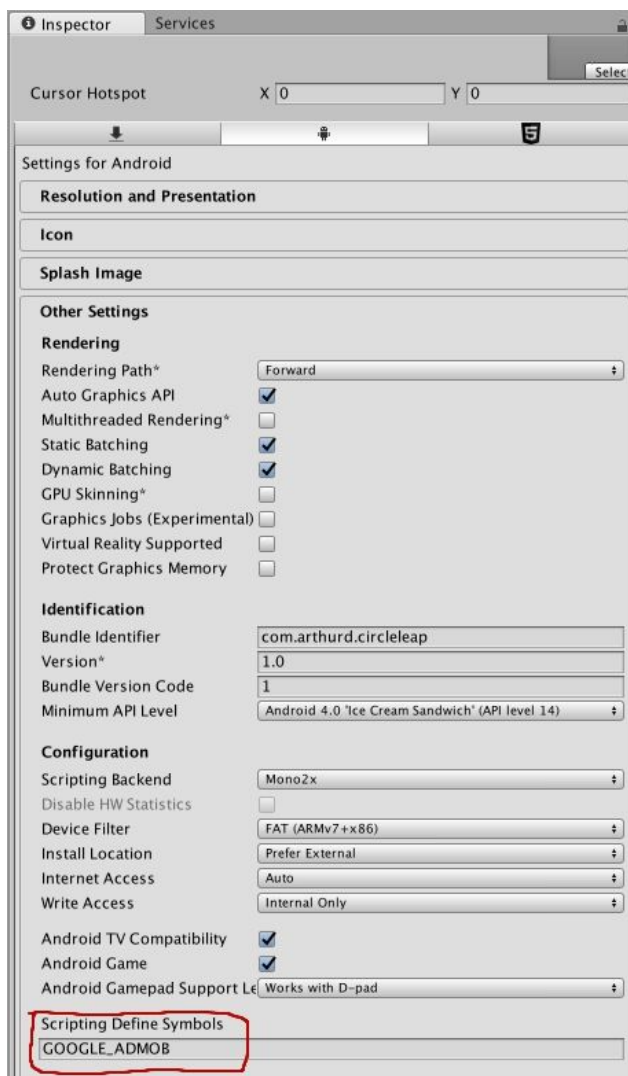 Inspector Services
Select
Cursor Hotspot X 0 Y 0
Settings for Android
Resolution and Presentation
Icon
Splash Image
Other Settings
Rendering
Rendering Path* Forward
Auto Graphics API
Multithreaded Rendering*
Static Batching
Dynamic Batching
GPU Skinning*
Graphics Jobs (Experimental)
Virtual Reality Supported
Protect Graphics Memory
Identification
Bundle Identifier com.arthurd.circleleap
Version* 1.0
Bundle Version Code 1
Minimum API Level Android 4.0 'Ice Cream Sandwich' (API level 14)
Configuration
Scripting Backend Mono2x
Disable HW Statistics
Device Filter FAT (ARMv7+x86)
Install Location Prefer External
Internet Access Auto
Write Access Internal Only
Android TV Compatibility
Android Game
Android Gamepad Support Le Works with D-pad
Scripting Define Symbols
GOOGLE_ADMOB